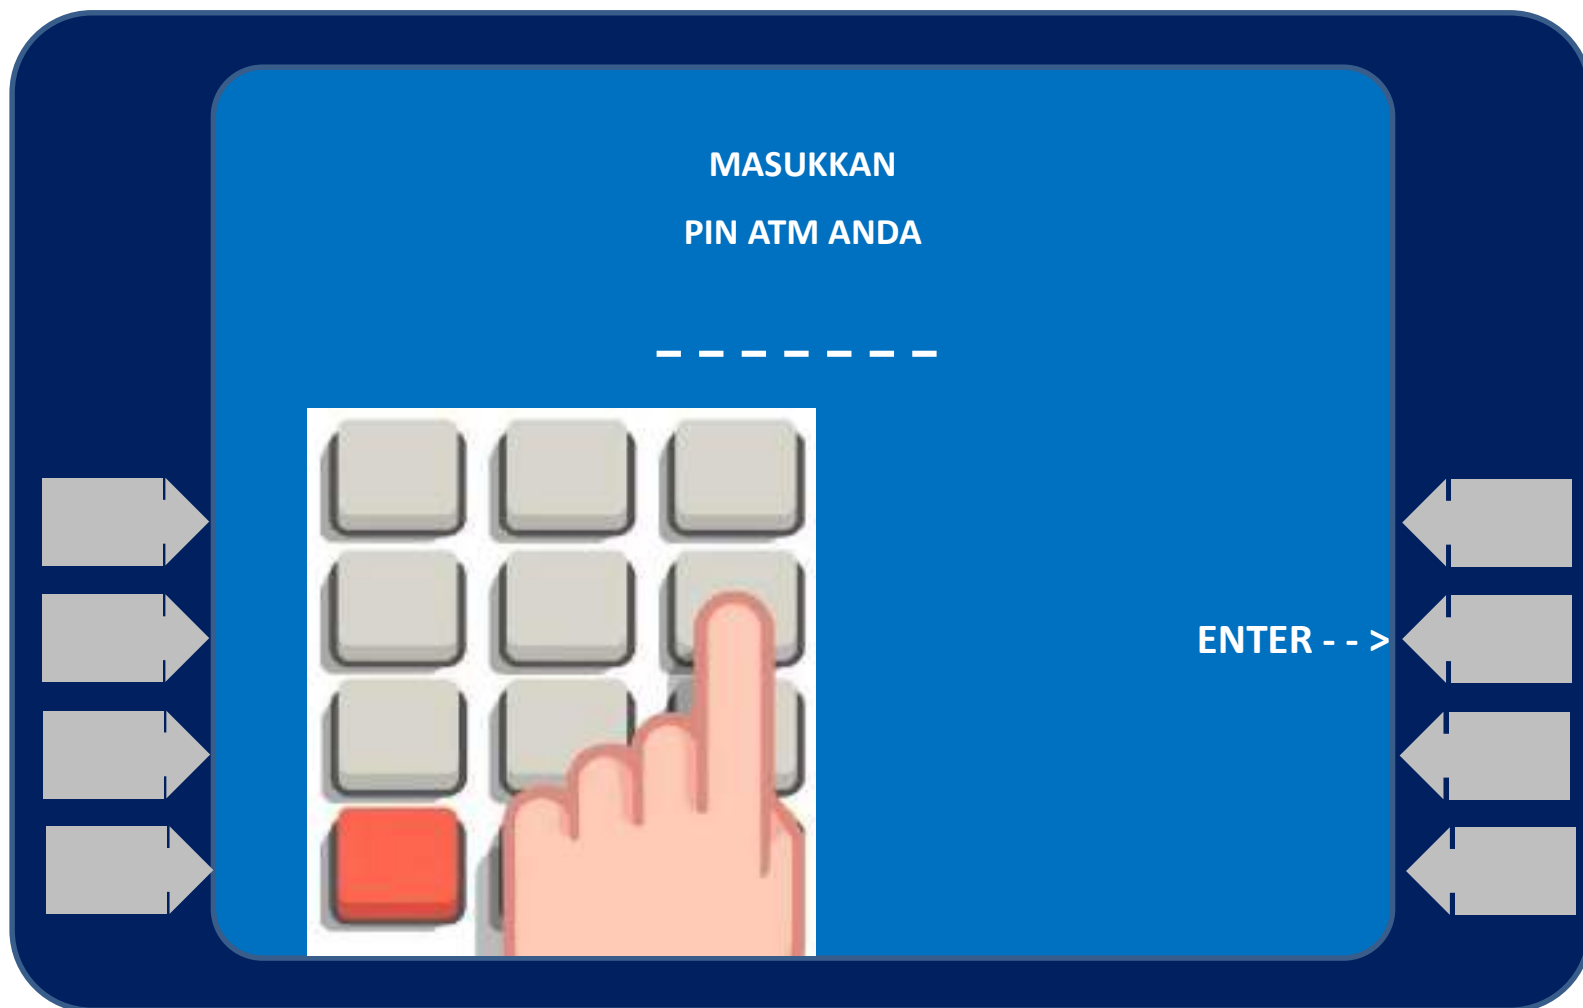 MASUKKAN
PIN ATM ANDA
_ _ _ _ _ _ _
ENTER - - >